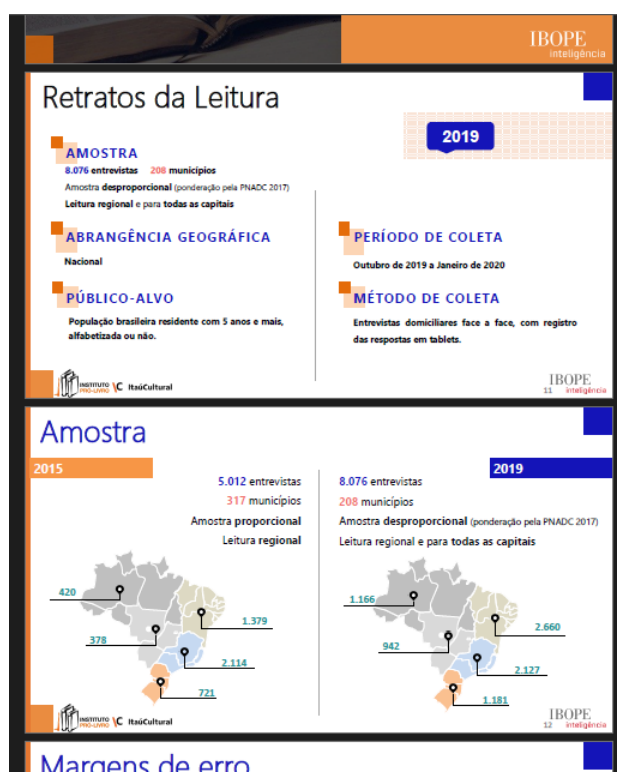 IBOPE
inteligência
Retratos da Leitura
2019
AMOSTRA
8.076 entrevistas 208 municípios
Amostra desproporcional (ponderação pela PNADC 2017)
Leitura regional e para todas as capitais
ABRANGÊNCIA GEOGRÁFICA
Nacional
PÚBLICO-ALVO
População brasileira residente com 5 anos e mais,
alfabetizada ou não.
PERÍODO DE COLETA
Outubro de 2019 a Janeiro de 2020
MÉTODO DE COLETA
Entrevistas domiciliares face a face, com registro
das respostas em tablets.
INSTITUTO
PRÓ-LIVRO
\C ItaúCultural
IBOPE
11 inteligência
Amostra
2015
5.012 entrevistas
317 municípios
Amostra proporcional
Leitura regional
420
378
1.379
2.114
721
2019
8.076 entrevistas
208 municípios
Amostra desproporcional (ponderação pela PNADC 2017)
Leitura regional e para todas as capitais
1.166
942
2.660
2.127
1.181
INSTITUTO
PRÓ-LIVRO
\C ItaúCultural
IBOPE
12 inteligência
Margens de erro